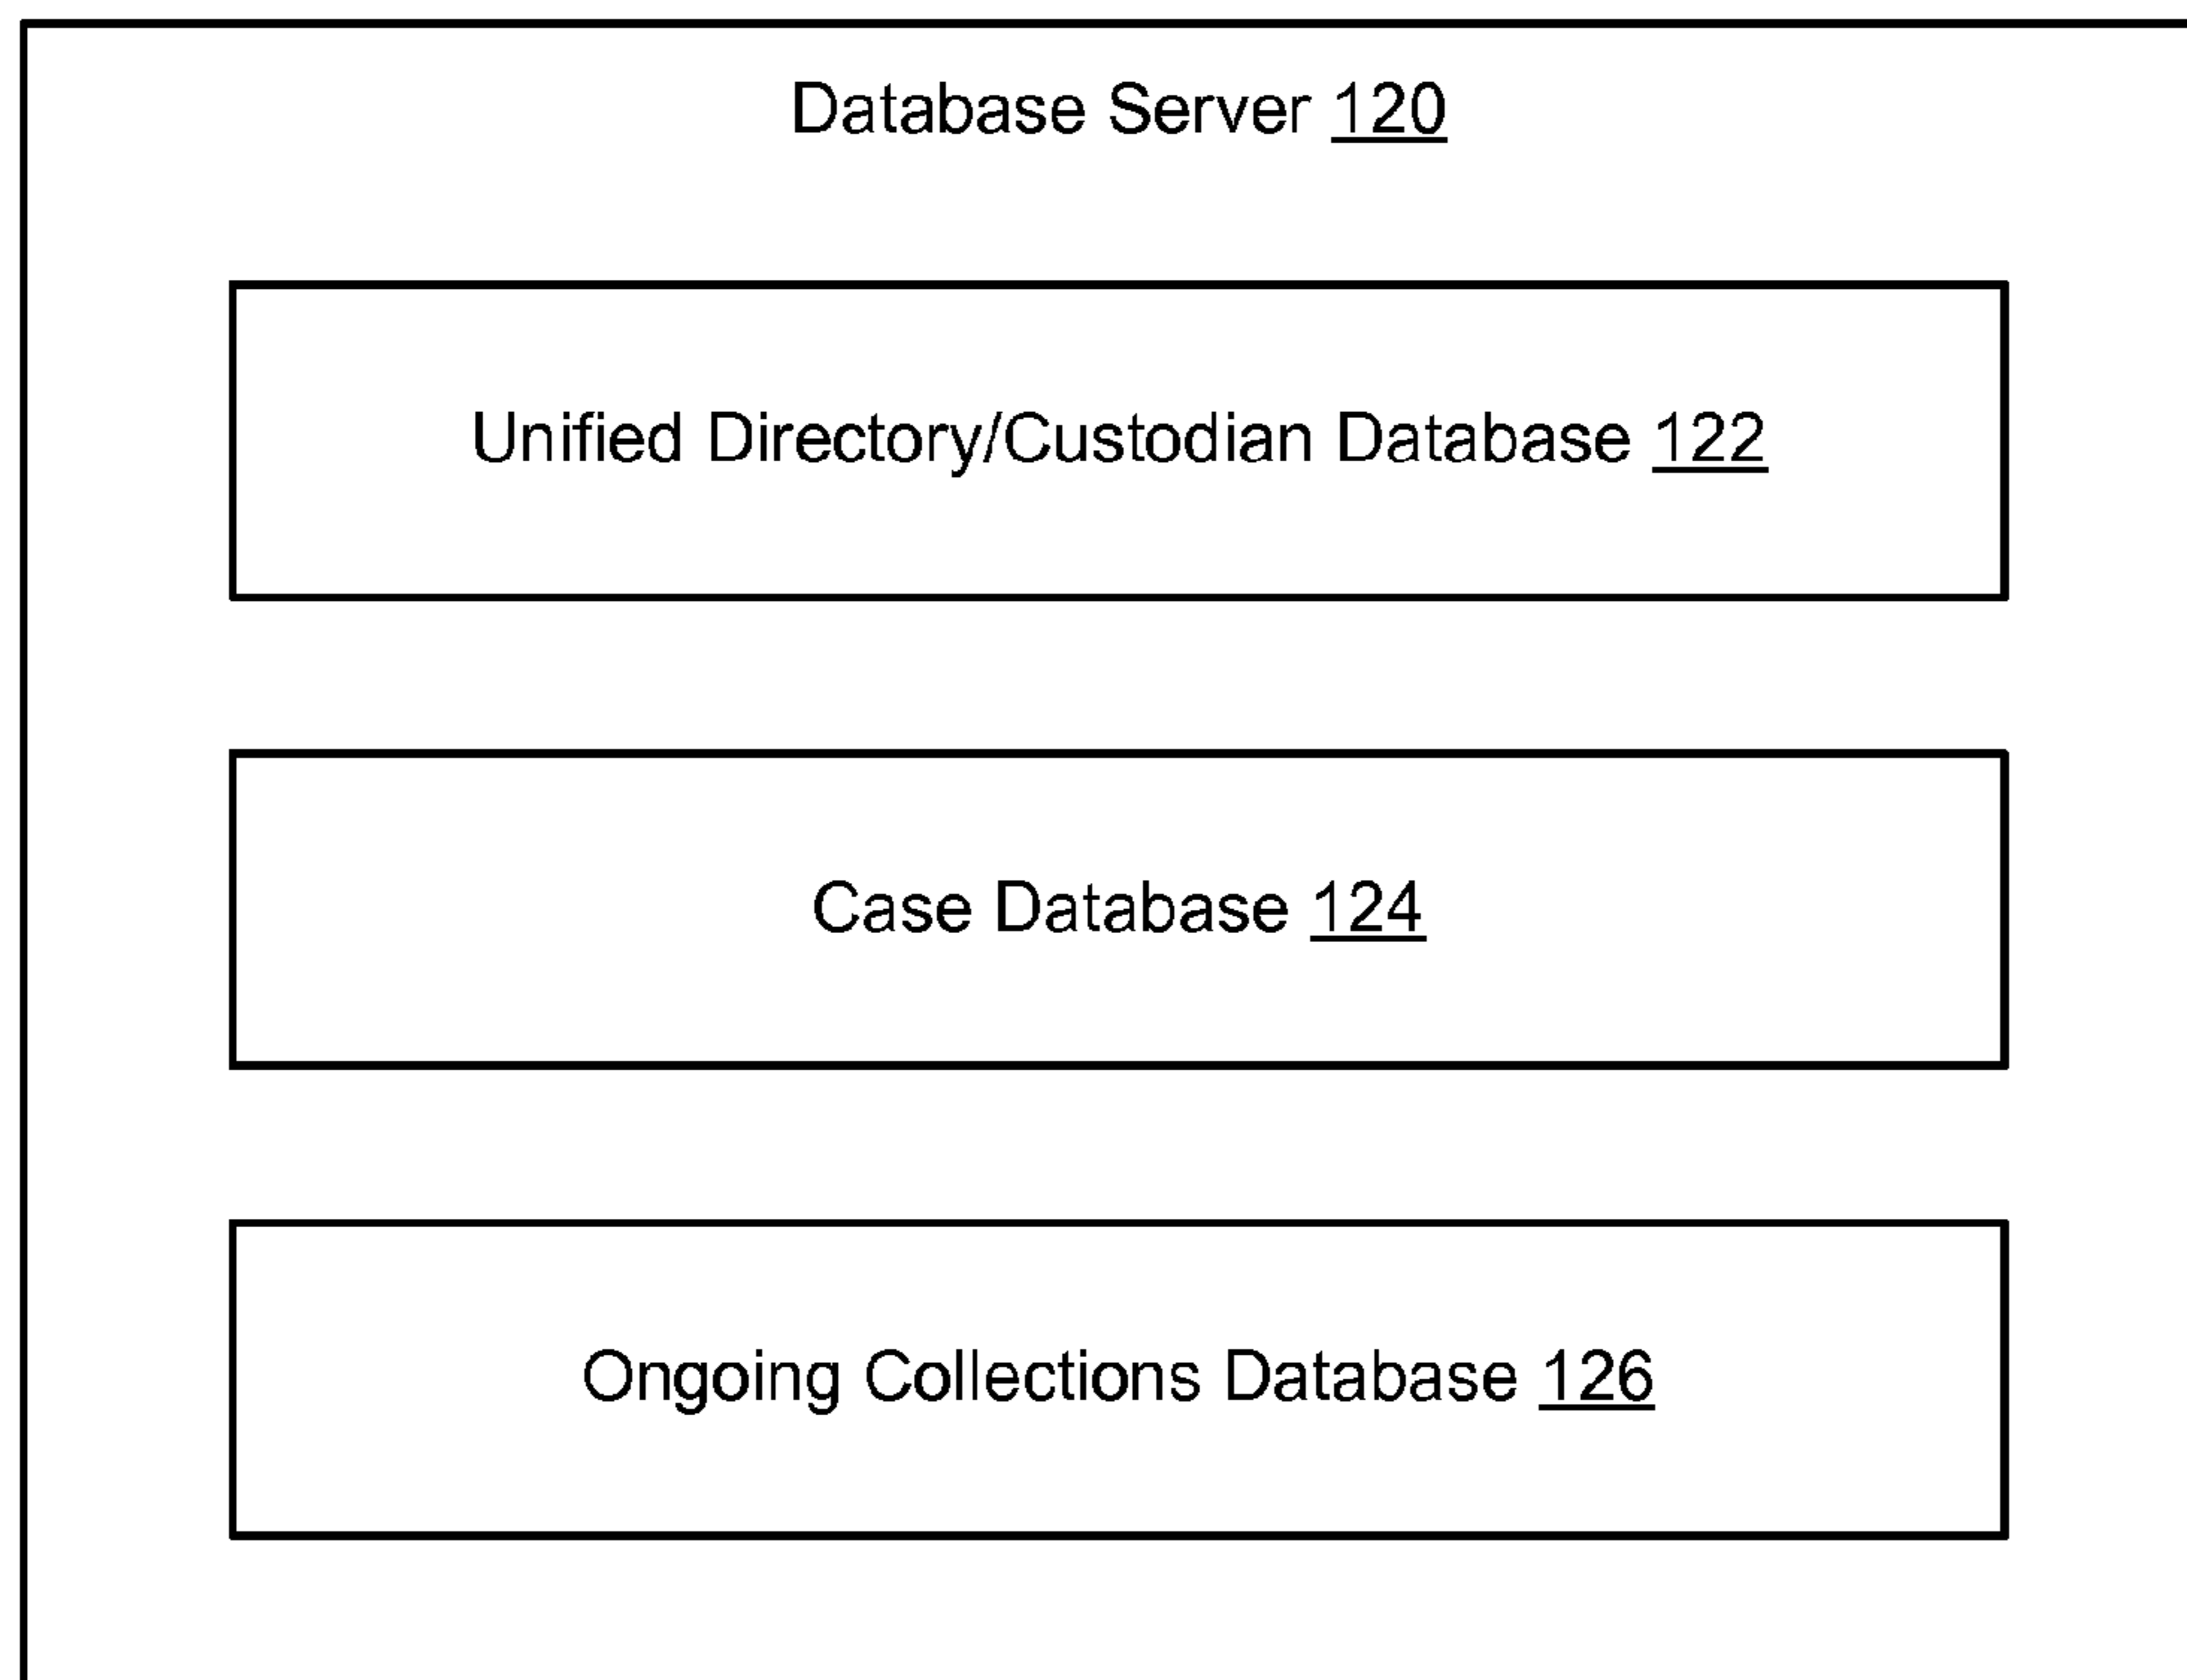 Database Server 120
Unified Directory/Custodian Database 122
Case Database 124
Ongoing Collections Database 126